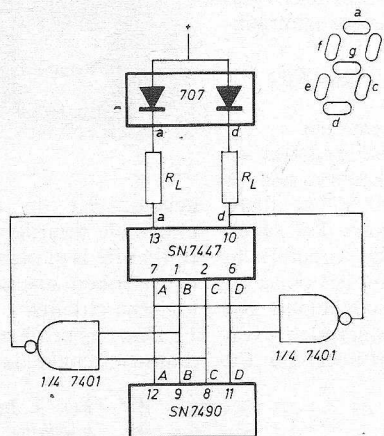 +
a
f
g
e
c
d
707
a
d
R_L
R_L
a
d
13 10
SN7447
7 1 2 6
A B C D
1/4 7401
1/4 7401
A B C D
12 9 8 11
SN7490